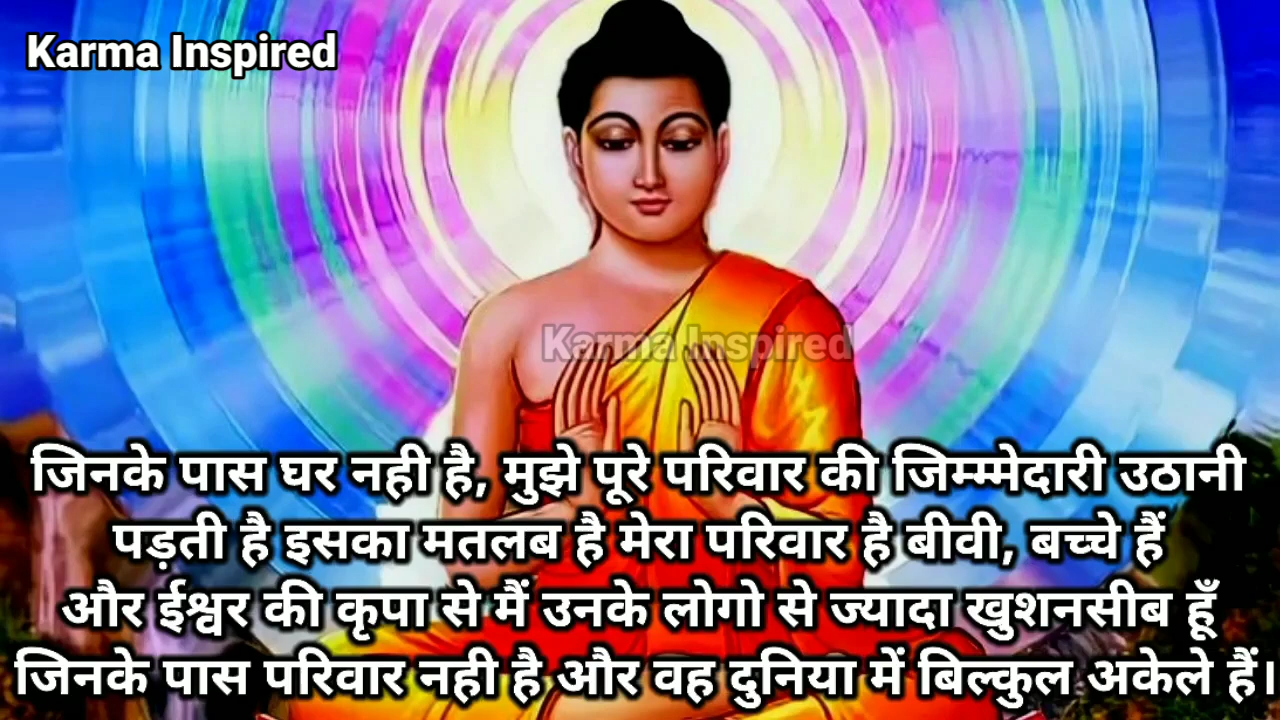 Karma Inspired
Karma Inspired
जिनके पास घर नही है, मुझे पूरे परिवार की जिम्म्मेदारी उठानी
पड़ती है इसका मतलब है मेरा परिवार है बीवी, बच्चे हैं
और ईश्वर की कृपा से मैं उनके लोगो से ज्यादा खुशनसीब हूँ
जिनके पास परिवार नही है और वह दुनिया में बिल्कुल अकेले हैं।